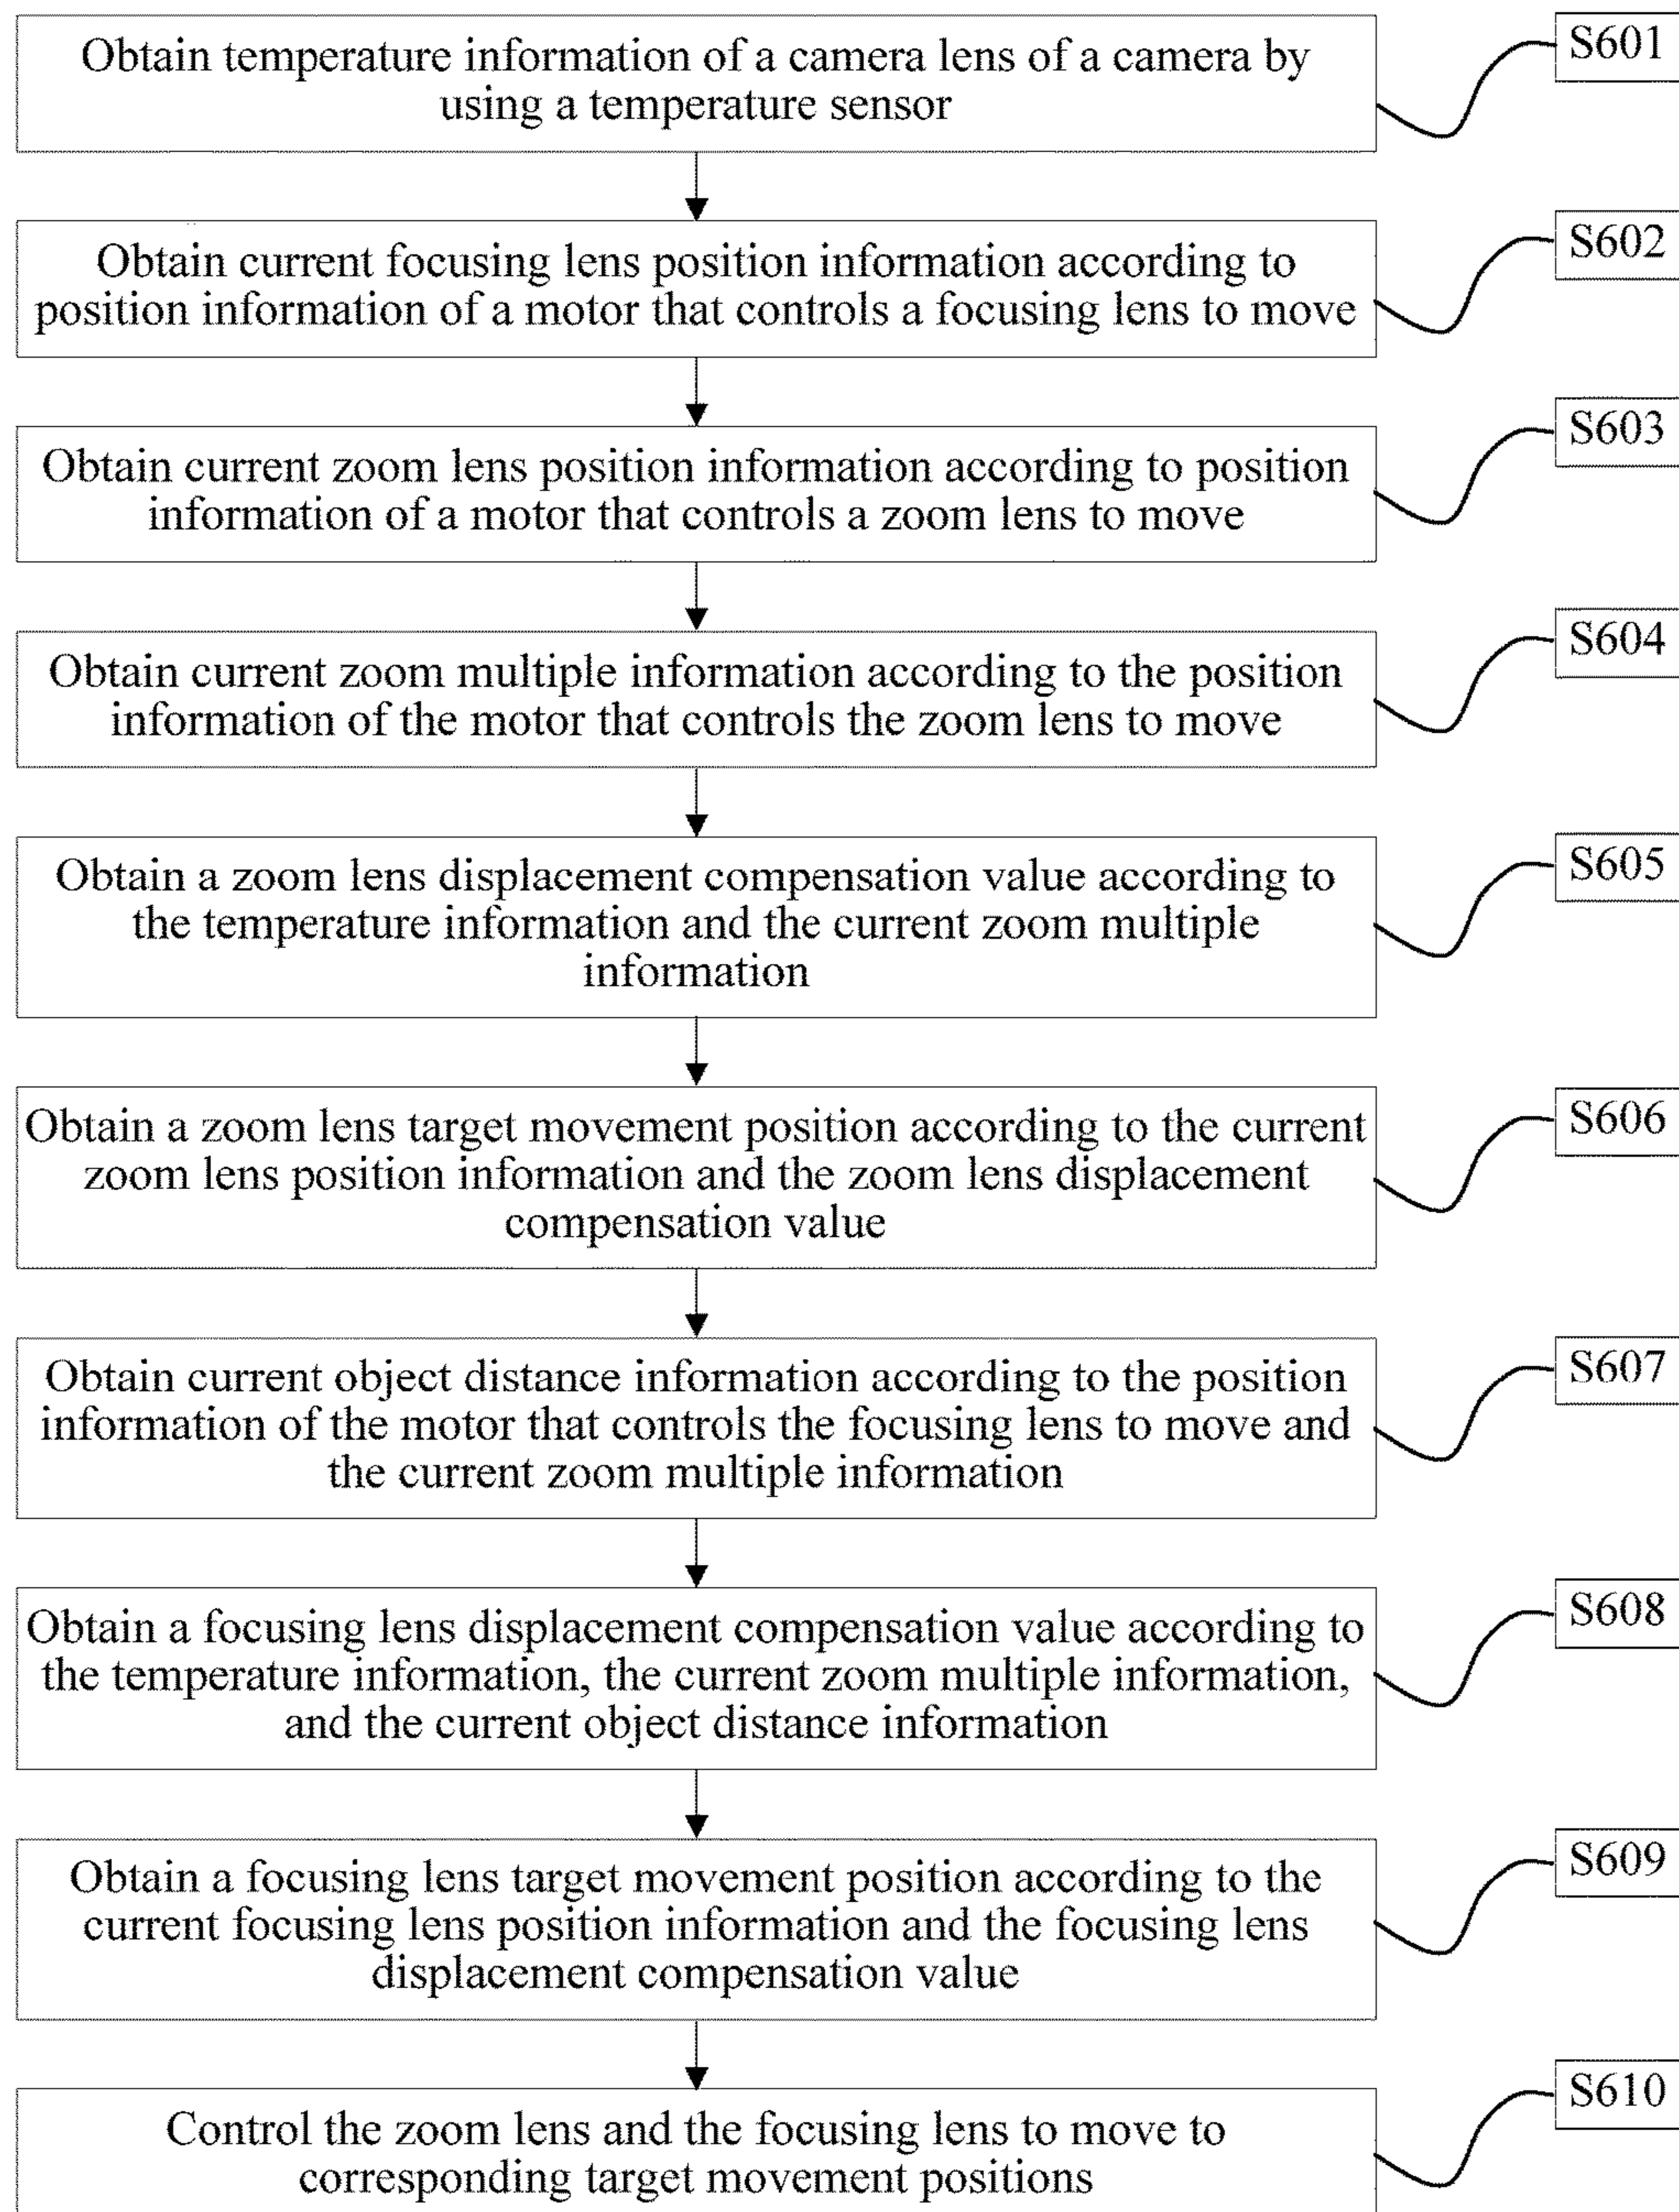 Obtain temperature information of a camera lens of a camera by
using a temperature sensor
S601
Obtain current focusing lens position information according to
position information of a motor that controls a focusing lens to move
S602
Obtain current zoom lens position information according to position
information of a motor that controls a zoom lens to move
S603
Obtain current zoom multiple information according to the position
information of the motor that controls the zoom lens to move
S604
Obtain a zoom lens displacement compensation value according to
the temperature information and the current zoom multiple
information
S605
Obtain a zoom lens target movement position according to the current
zoom lens position information and the zoom lens displacement
compensation value
S606
Obtain current object distance information according to the position
information of the motor that controls the focusing lens to move and
the current zoom multiple information
S607
Obtain a focusing lens displacement compensation value according to
the temperature information, the current zoom multiple information,
and the current object distance information
S608
Obtain a focusing lens target movement position according to the
current focusing lens position information and the focusing lens
displacement compensation value
S609
Control the zoom lens and the focusing lens to move to
corresponding target movement positions
S610